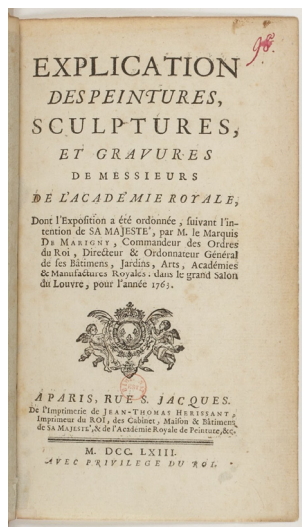 98.
EXPLICATION
DES PEINTURES,
SCULPTURES,
ET GRAVURES
DE MESSIEURS
DE L'ACADÉMIE ROYALE,
Dont l'Exposition a été ordonnée, suivant l'in-
tention de SA MAJESTE', par M. le Marquis
DE MARIGNY, Commandeur des Ordres
du Roi, Directeur & Ordonnateur Général
de ses Bâtimens, Jardins, Arts, Académies
& Manufactures Royales: dans le grand Salon
du Louvre, pour l'année 1763.
A PARIS, RUE S. JACQUES.
De l'Imprimerie de JEAN-THOMAS HERISSANT,
Imprimeur du ROI, des Cabinet, Maison & Bâtimens
de SA MAJESTÉ, & de l'Académie Royale de Peinture, &c.
M. DCC. LXIII.
AVEC PRIVILEGE DU ROI.